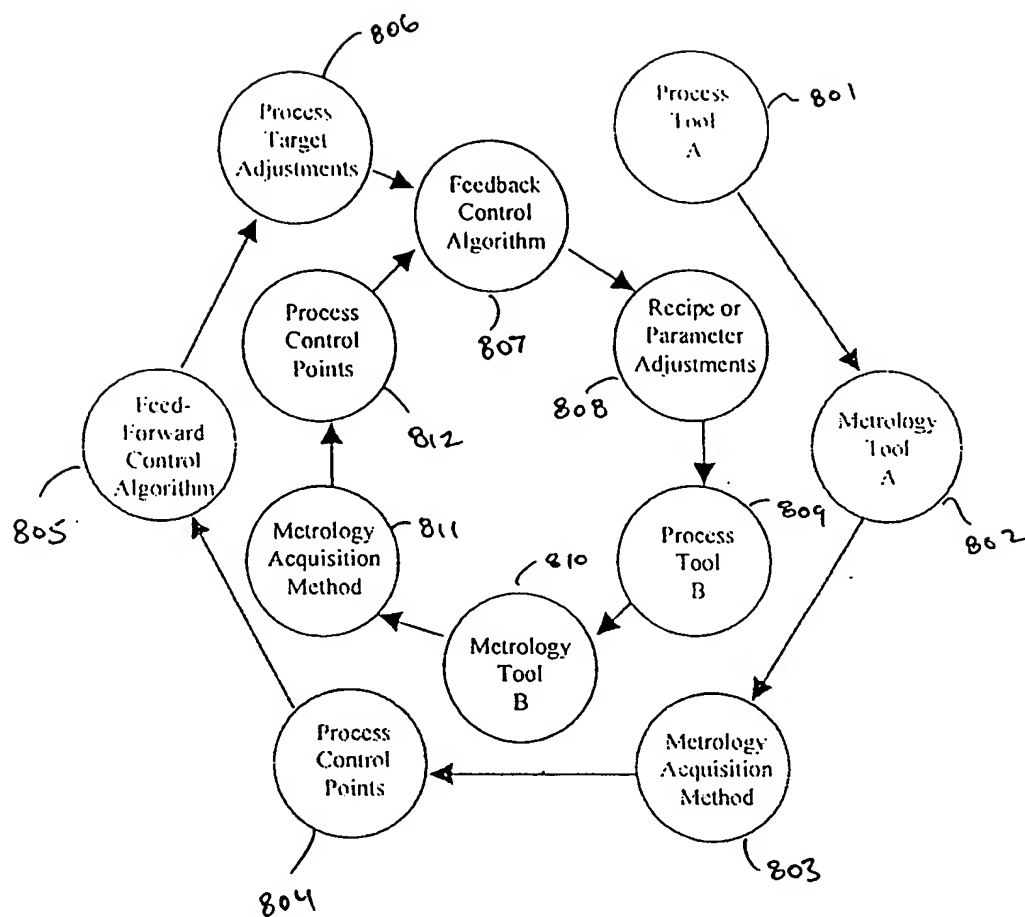 806
Process
Target
Adjustments
Process
Tool
A
801
Feedback
Control
Algorithm
807
Process
Control
Points
812
Recipe or
Parameter
Adjustments
808
Feed-
Forward
Control
Algorithm
805
Metrology
Tool
A
802
Metrology
Acquisition
Method
811
Process
Tool
B
809
810
Metrology
Tool
B
Process
Control
Points
804
Metrology
Acquisition
Method
803